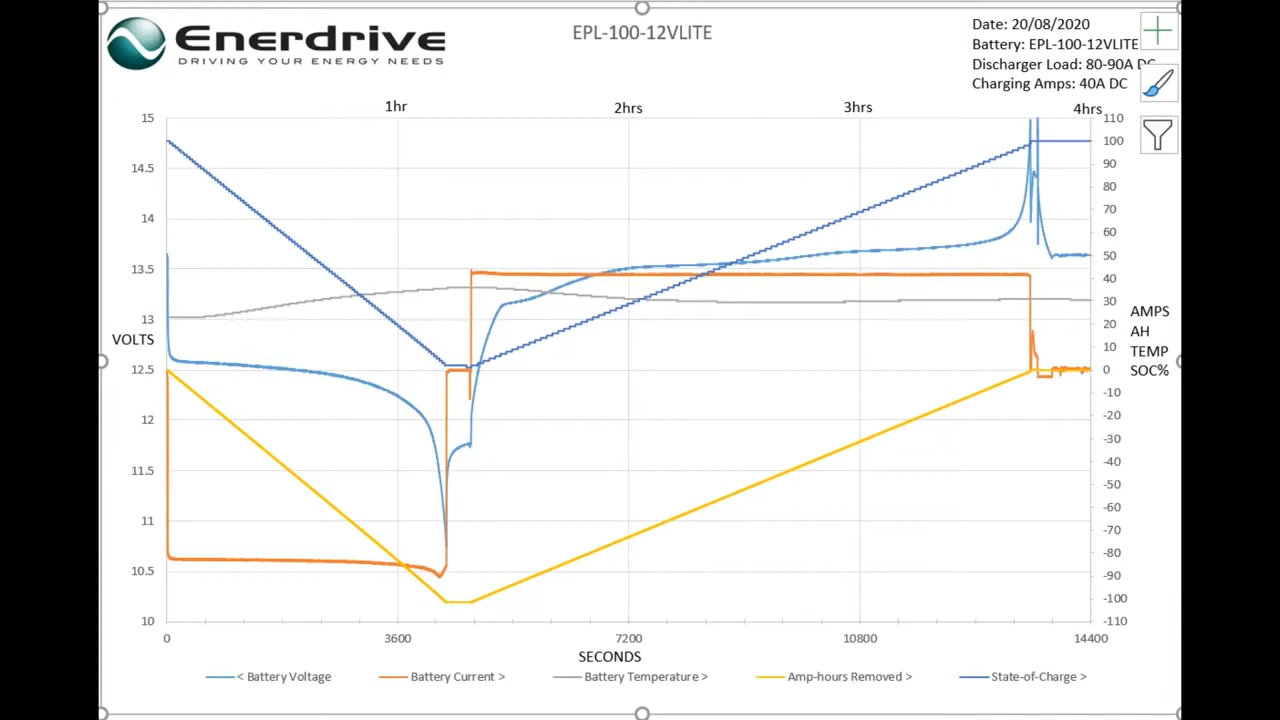 Enerdrive
DRIVING YOUR ENERGY NEEDS
EPL-100-12VLITE
Date: 20/08/2020
Battery: EPL-100-12VLITE
Discharger Load: 80-90A DC
Charging Amps: 40A DC
1hr 2hrs 3hrs 4hrs
15 110
100
14.5 90
80
70
14 60
50
13.5 40
30
13 20
VOLTS 10
12.5 0
-10
12 -20
-30
-40
11.5 -50
-60
11 -70
-80
10.5 -90
-100
10 -110
AMPS
AH
TEMP
SOC%
0 3600 7200 10800 14400
SECONDS
< Battery Voltage Battery Current > Battery Temperature > Amp-hours Removed > State-of-Charge >